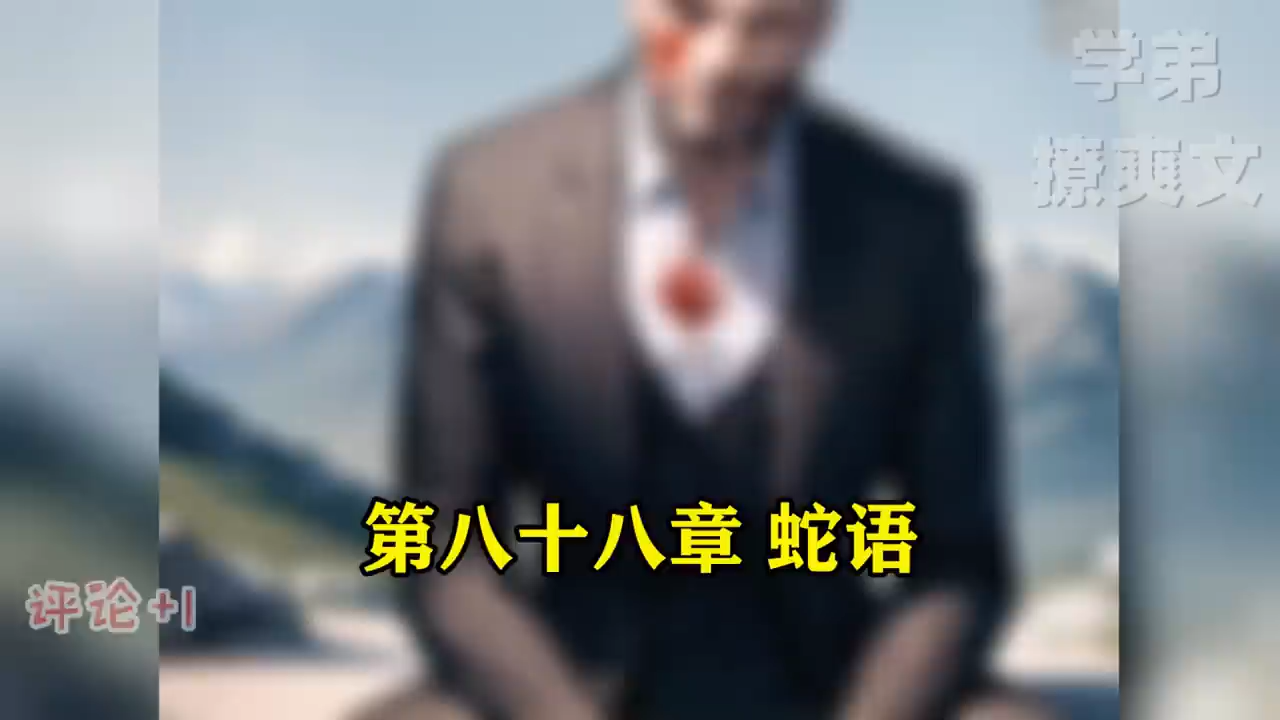 学弟
撩爽文
第八十八章 蛇语
评论+1